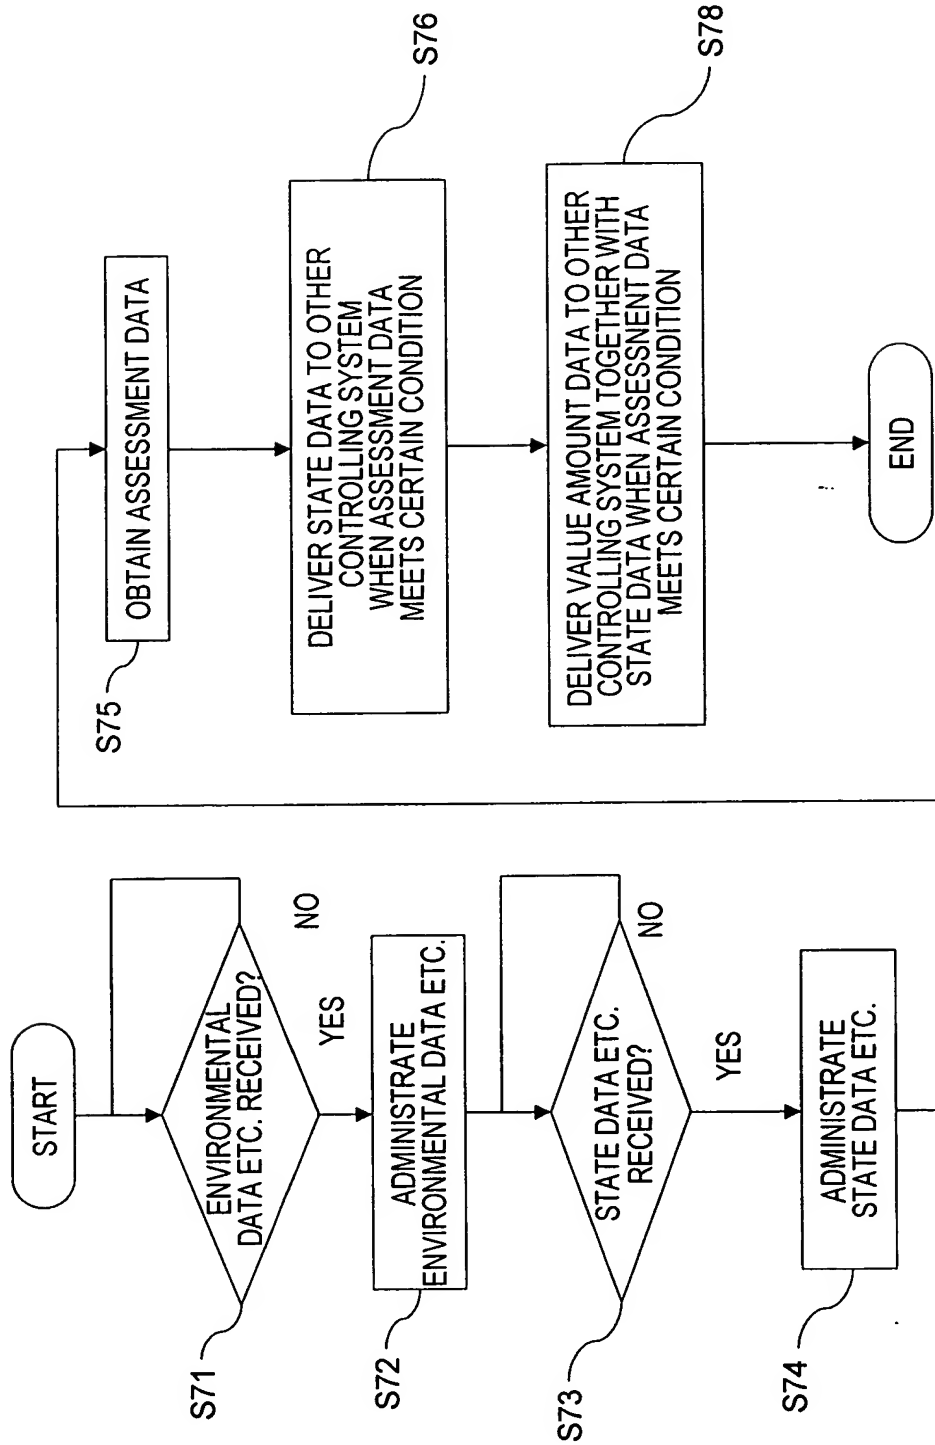 START
ENVIRONMENTAL
DATA ETC. RECEIVED?
S71
NO
YES
ADMINISTRATE
ENVIRONMENTAL DATA ETC.
S72
STATE DATA ETC.
RECEIVED?
S73
NO
YES
ADMINISTRATE
STATE DATA ETC.
S74
OBTAIN ASSESSMENT DATA
S75
DELIVER STATE DATA TO OTHER
CONTROLLING SYSTEM
WHEN ASSESSMENT DATA
MEETS CERTAIN CONDITION
S76
DELIVER VALUE AMOUNT DATA TO OTHER
CONTROLLING SYSTEM TOGETHER WITH
STATE DATA WHEN ASSESSNENT DATA
MEETS CERTAIN CONDITION
S78
END